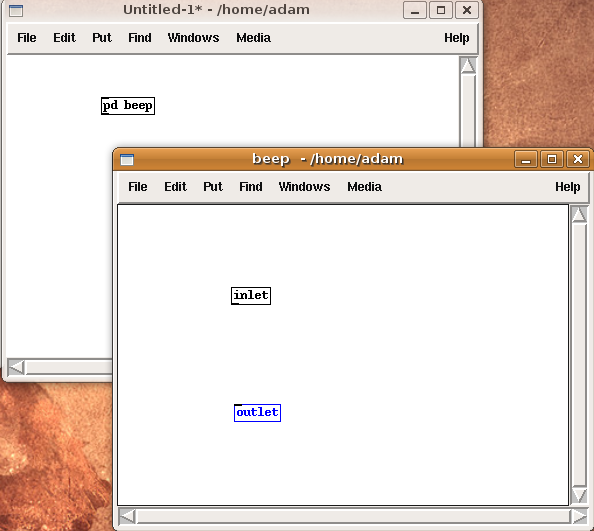 Untitled-1* - /home/adam
File Edit Put Find Windows Media Help
pd beep
beep - /home/adam
File Edit Put Find Windows Media Help
inlet
outlet